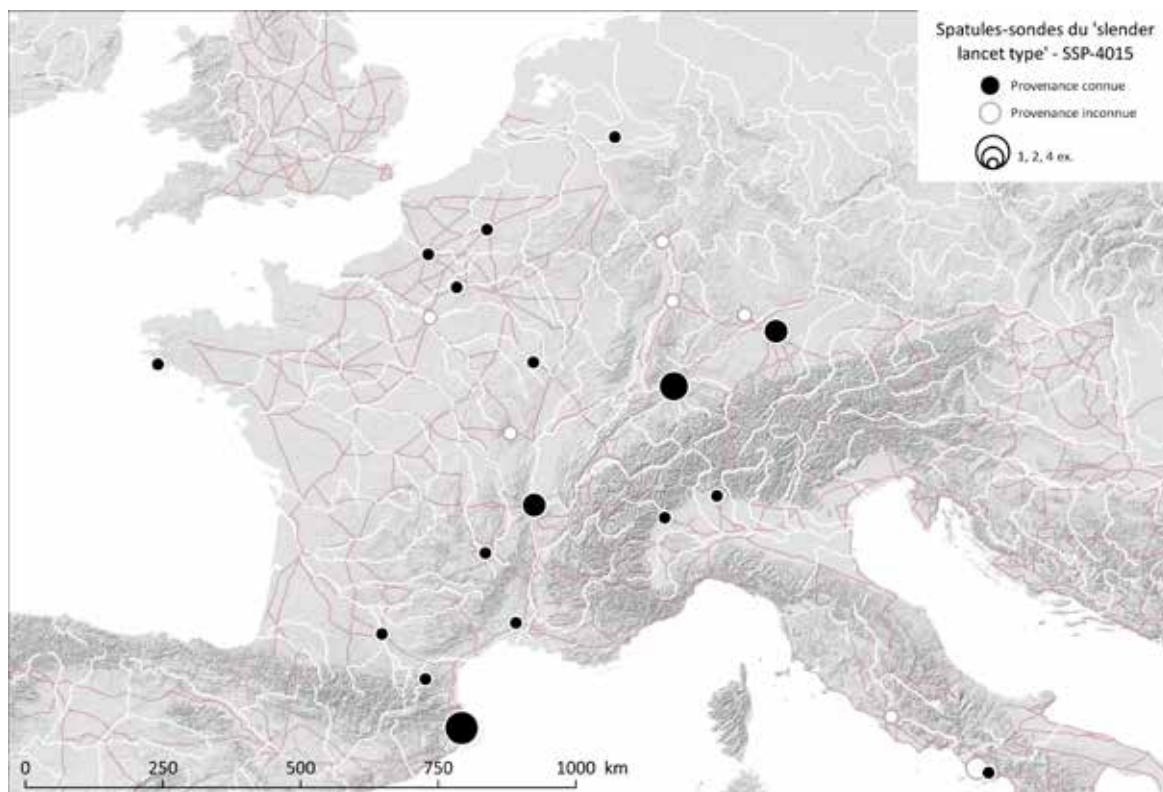 Spatules-sondes du 'slender
lancet type' - SSP-4015
Provenance connue
Provenance inconnue
1, 2, 4 ex.
0 250 500 750 1000 km